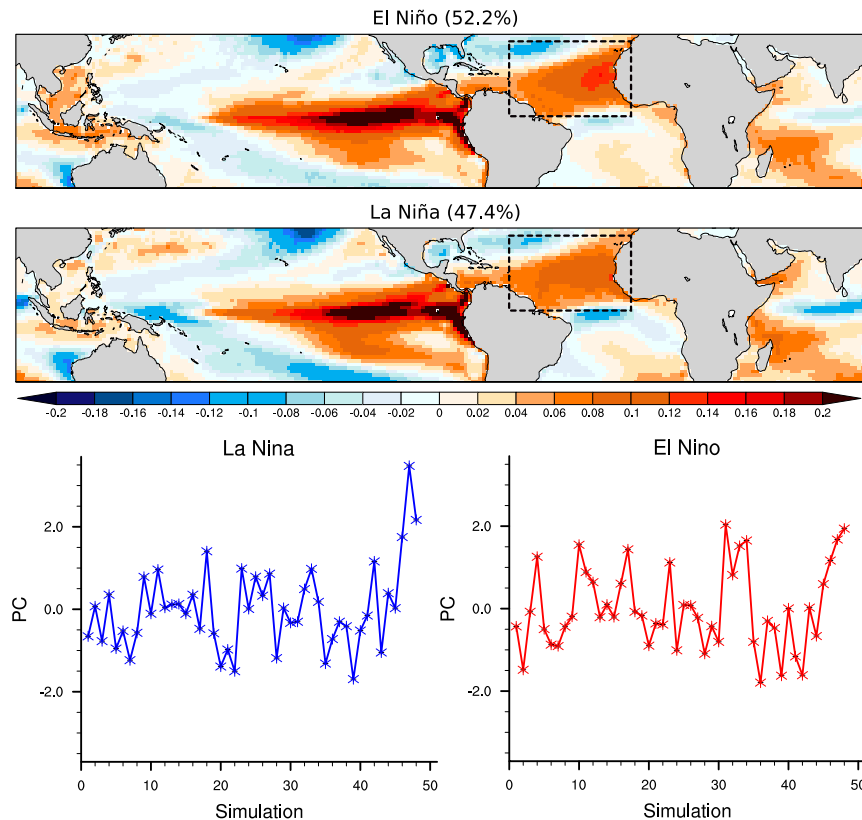 El Niño (52.2%)
La Niña (47.4%)
-0.2 -0.18 -0.16 -0.14 -0.12 -0.1 -0.08 -0.06 -0.04 -0.02 0 0.02 0.04 0.06 0.08 0.1 0.12 0.14 0.16 0.18 0.2
La Nina
El Nino
2.0
0.0
-2.0
PC
0 10 20 30 40 50
Simulation
2.0
0.0
-2.0
PC
0 10 20 30 40 50
Simulation